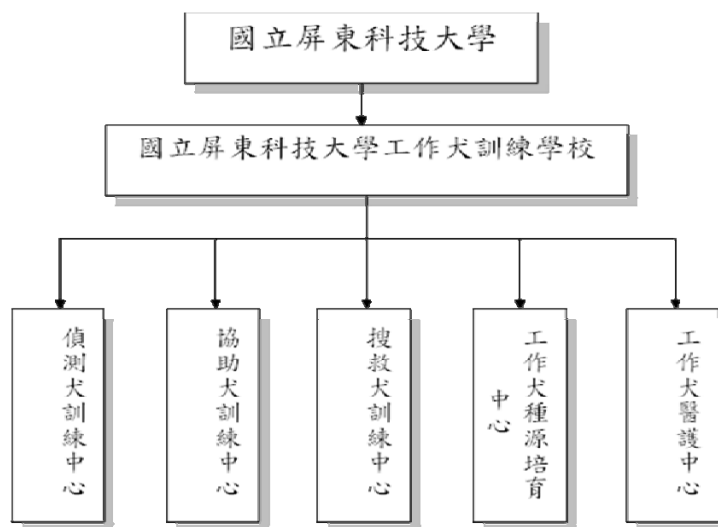 國立屏東科技大學
國立屏東科技大學工作犬訓練學校
偵測犬訓練中心
協助犬訓練中心
搜救犬訓練中心
工作犬種源培育
中心
工作犬醫護中心